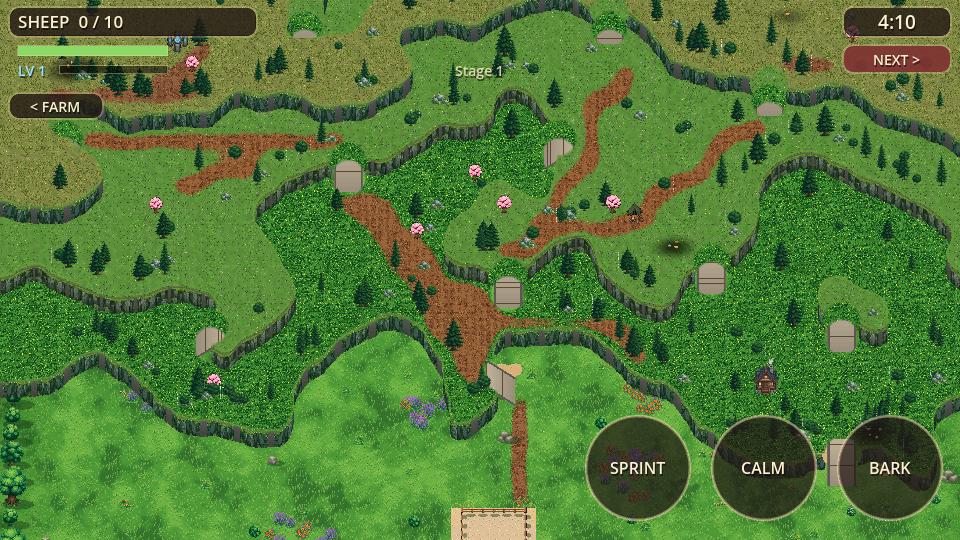 SHEEP 0 / 10
4:10
NEXT >
LV 1
Stage 1
< FARM
SPRINT
CALM
BARK